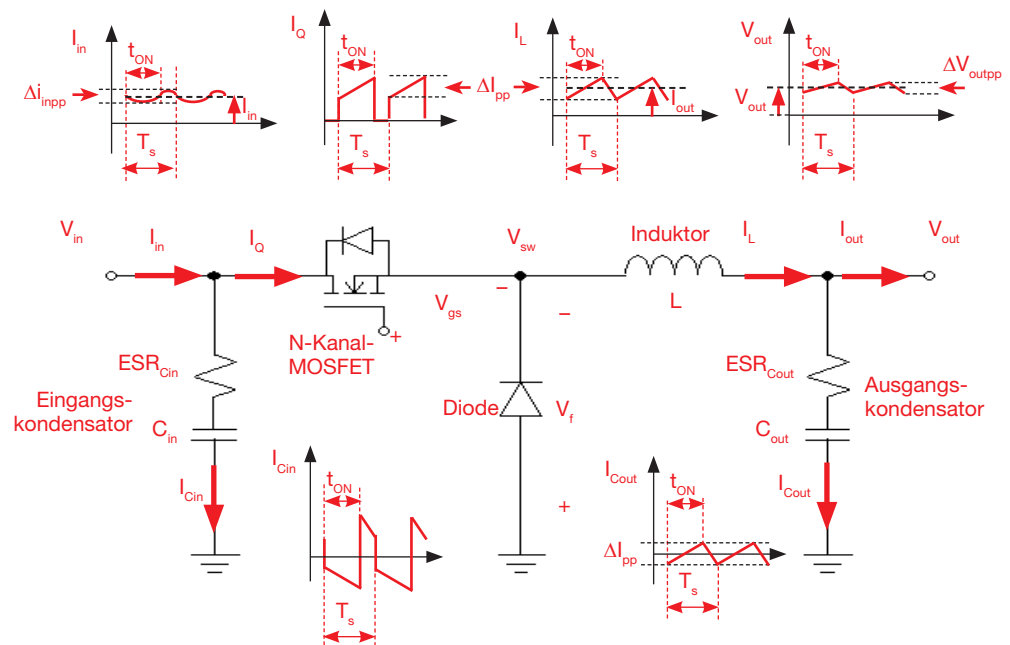 I_in
t_ON
Δi_inpp
I_in
T_s
I_Q
t_ON
T_s
ΔI_pp
I_L
t_ON
I_out
T_s
V_out
t_ON
ΔV_outpp
V_out
T_s
V_in
I_in
I_Q
V_sw
Induktor
I_L
I_out
V_out
V_gs
−
−
L
+
N-Kanal-
MOSFET
ESR_Cin
Eingangs-
kondensator
C_in
I_Cin
Diode
V_f
+
ESR_Cout
Ausgangs-
kondensator
C_out
I_Cout
I_Cin
t_ON
T_s
I_Cout
t_ON
ΔI_pp
T_s